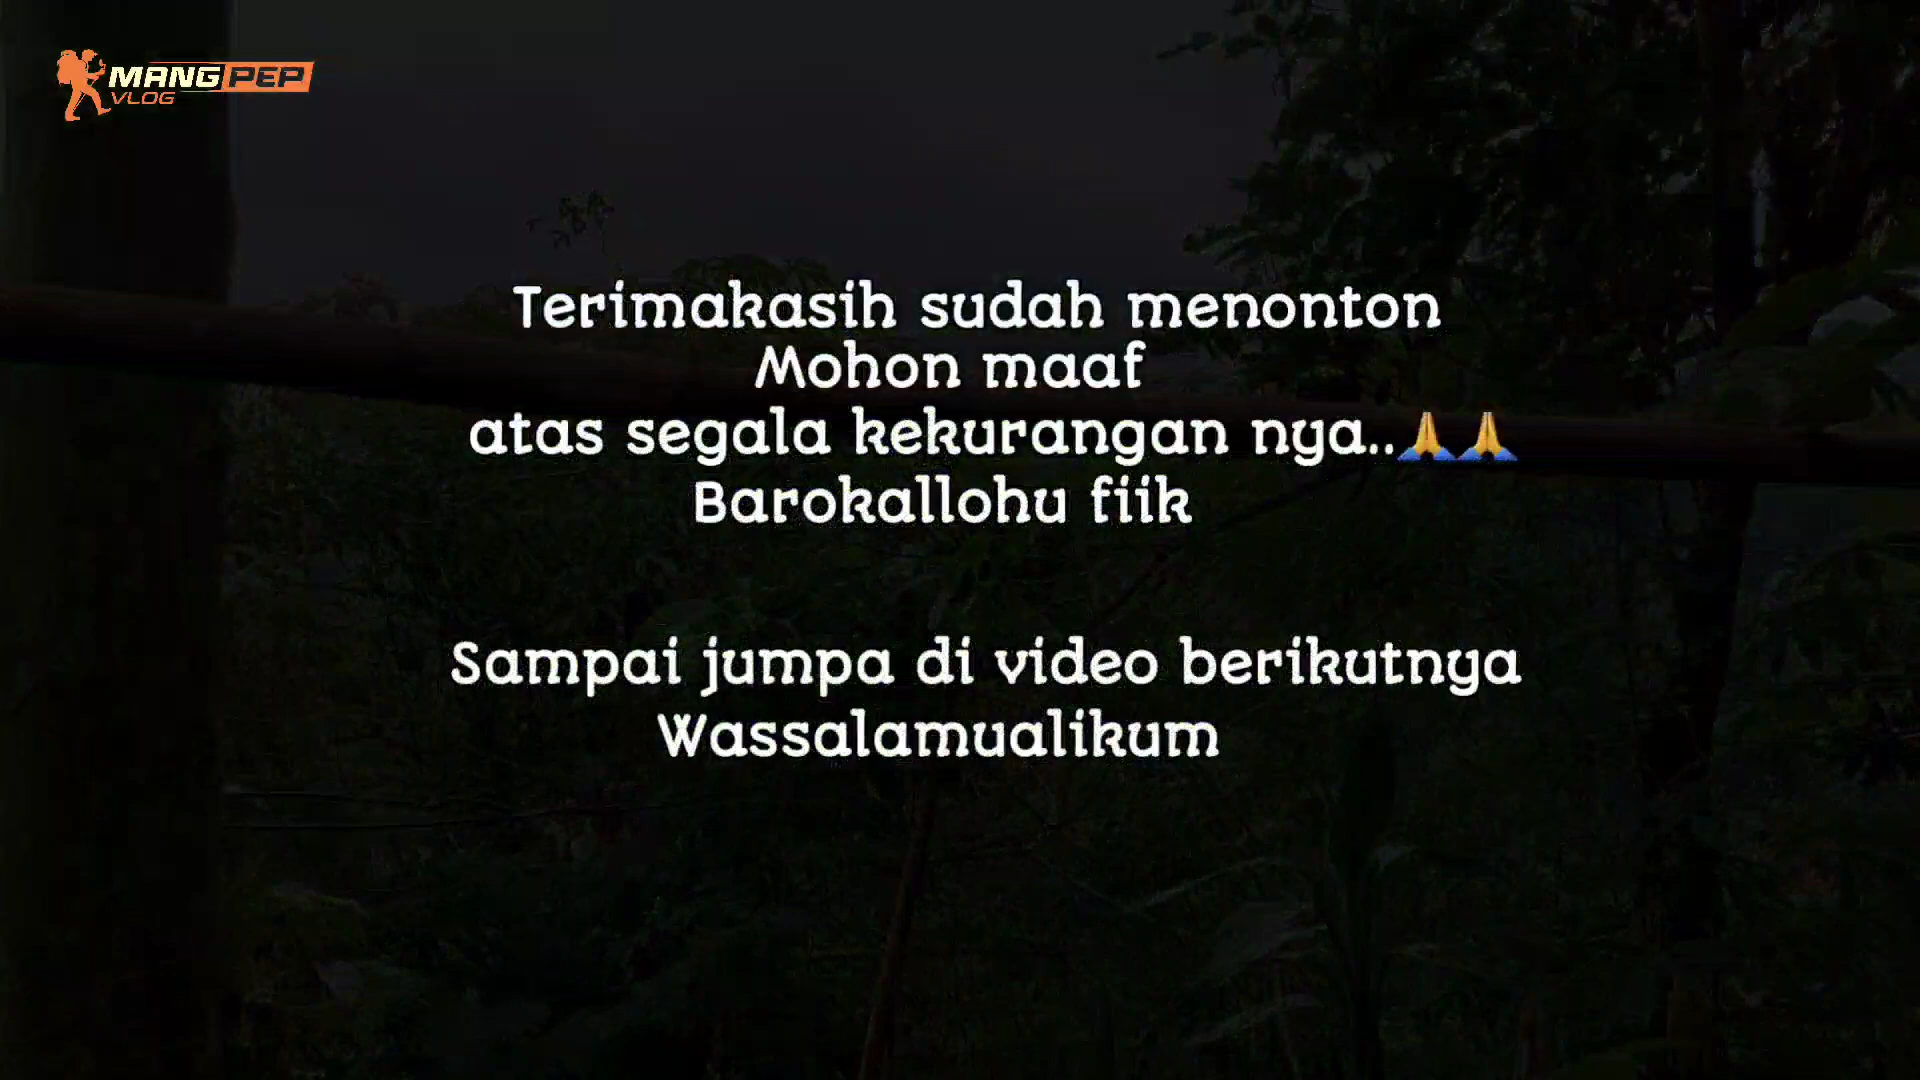 MANG PEP
VLOG
Terimakasih sudah menonton
Mohon maaf
atas segala kekurangan nya..🙏🙏
Barokallohu fiik
Sampai jumpa di video berikutnya
Wassalamualikum